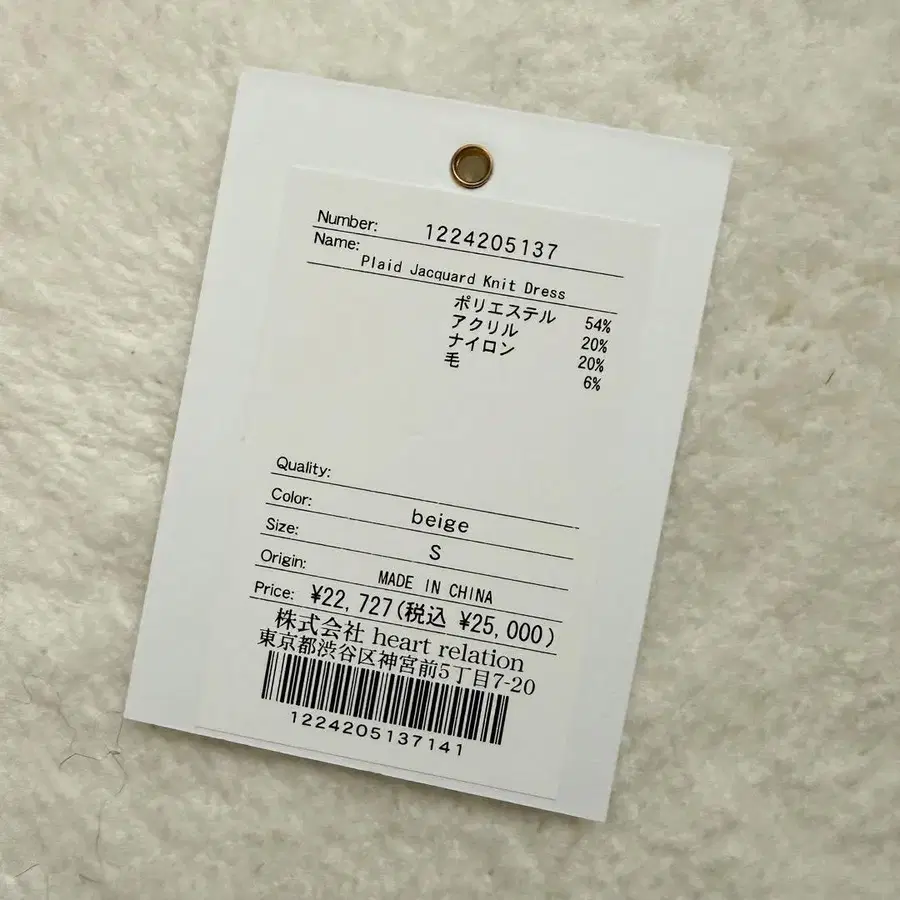 Number: 1224205137
Name: Plaid Jacquard Knit Dress
ポリエステル 54%
アクリル 20%
ナイロン 20%
毛 6%
Quality:
Color: beige
Size: S
Origin: MADE IN CHINA
Price: ¥22,727(税込 ¥25,000)
株式会社 heart relation
東京都渋谷区神宮前5丁目7-20
1224205137141